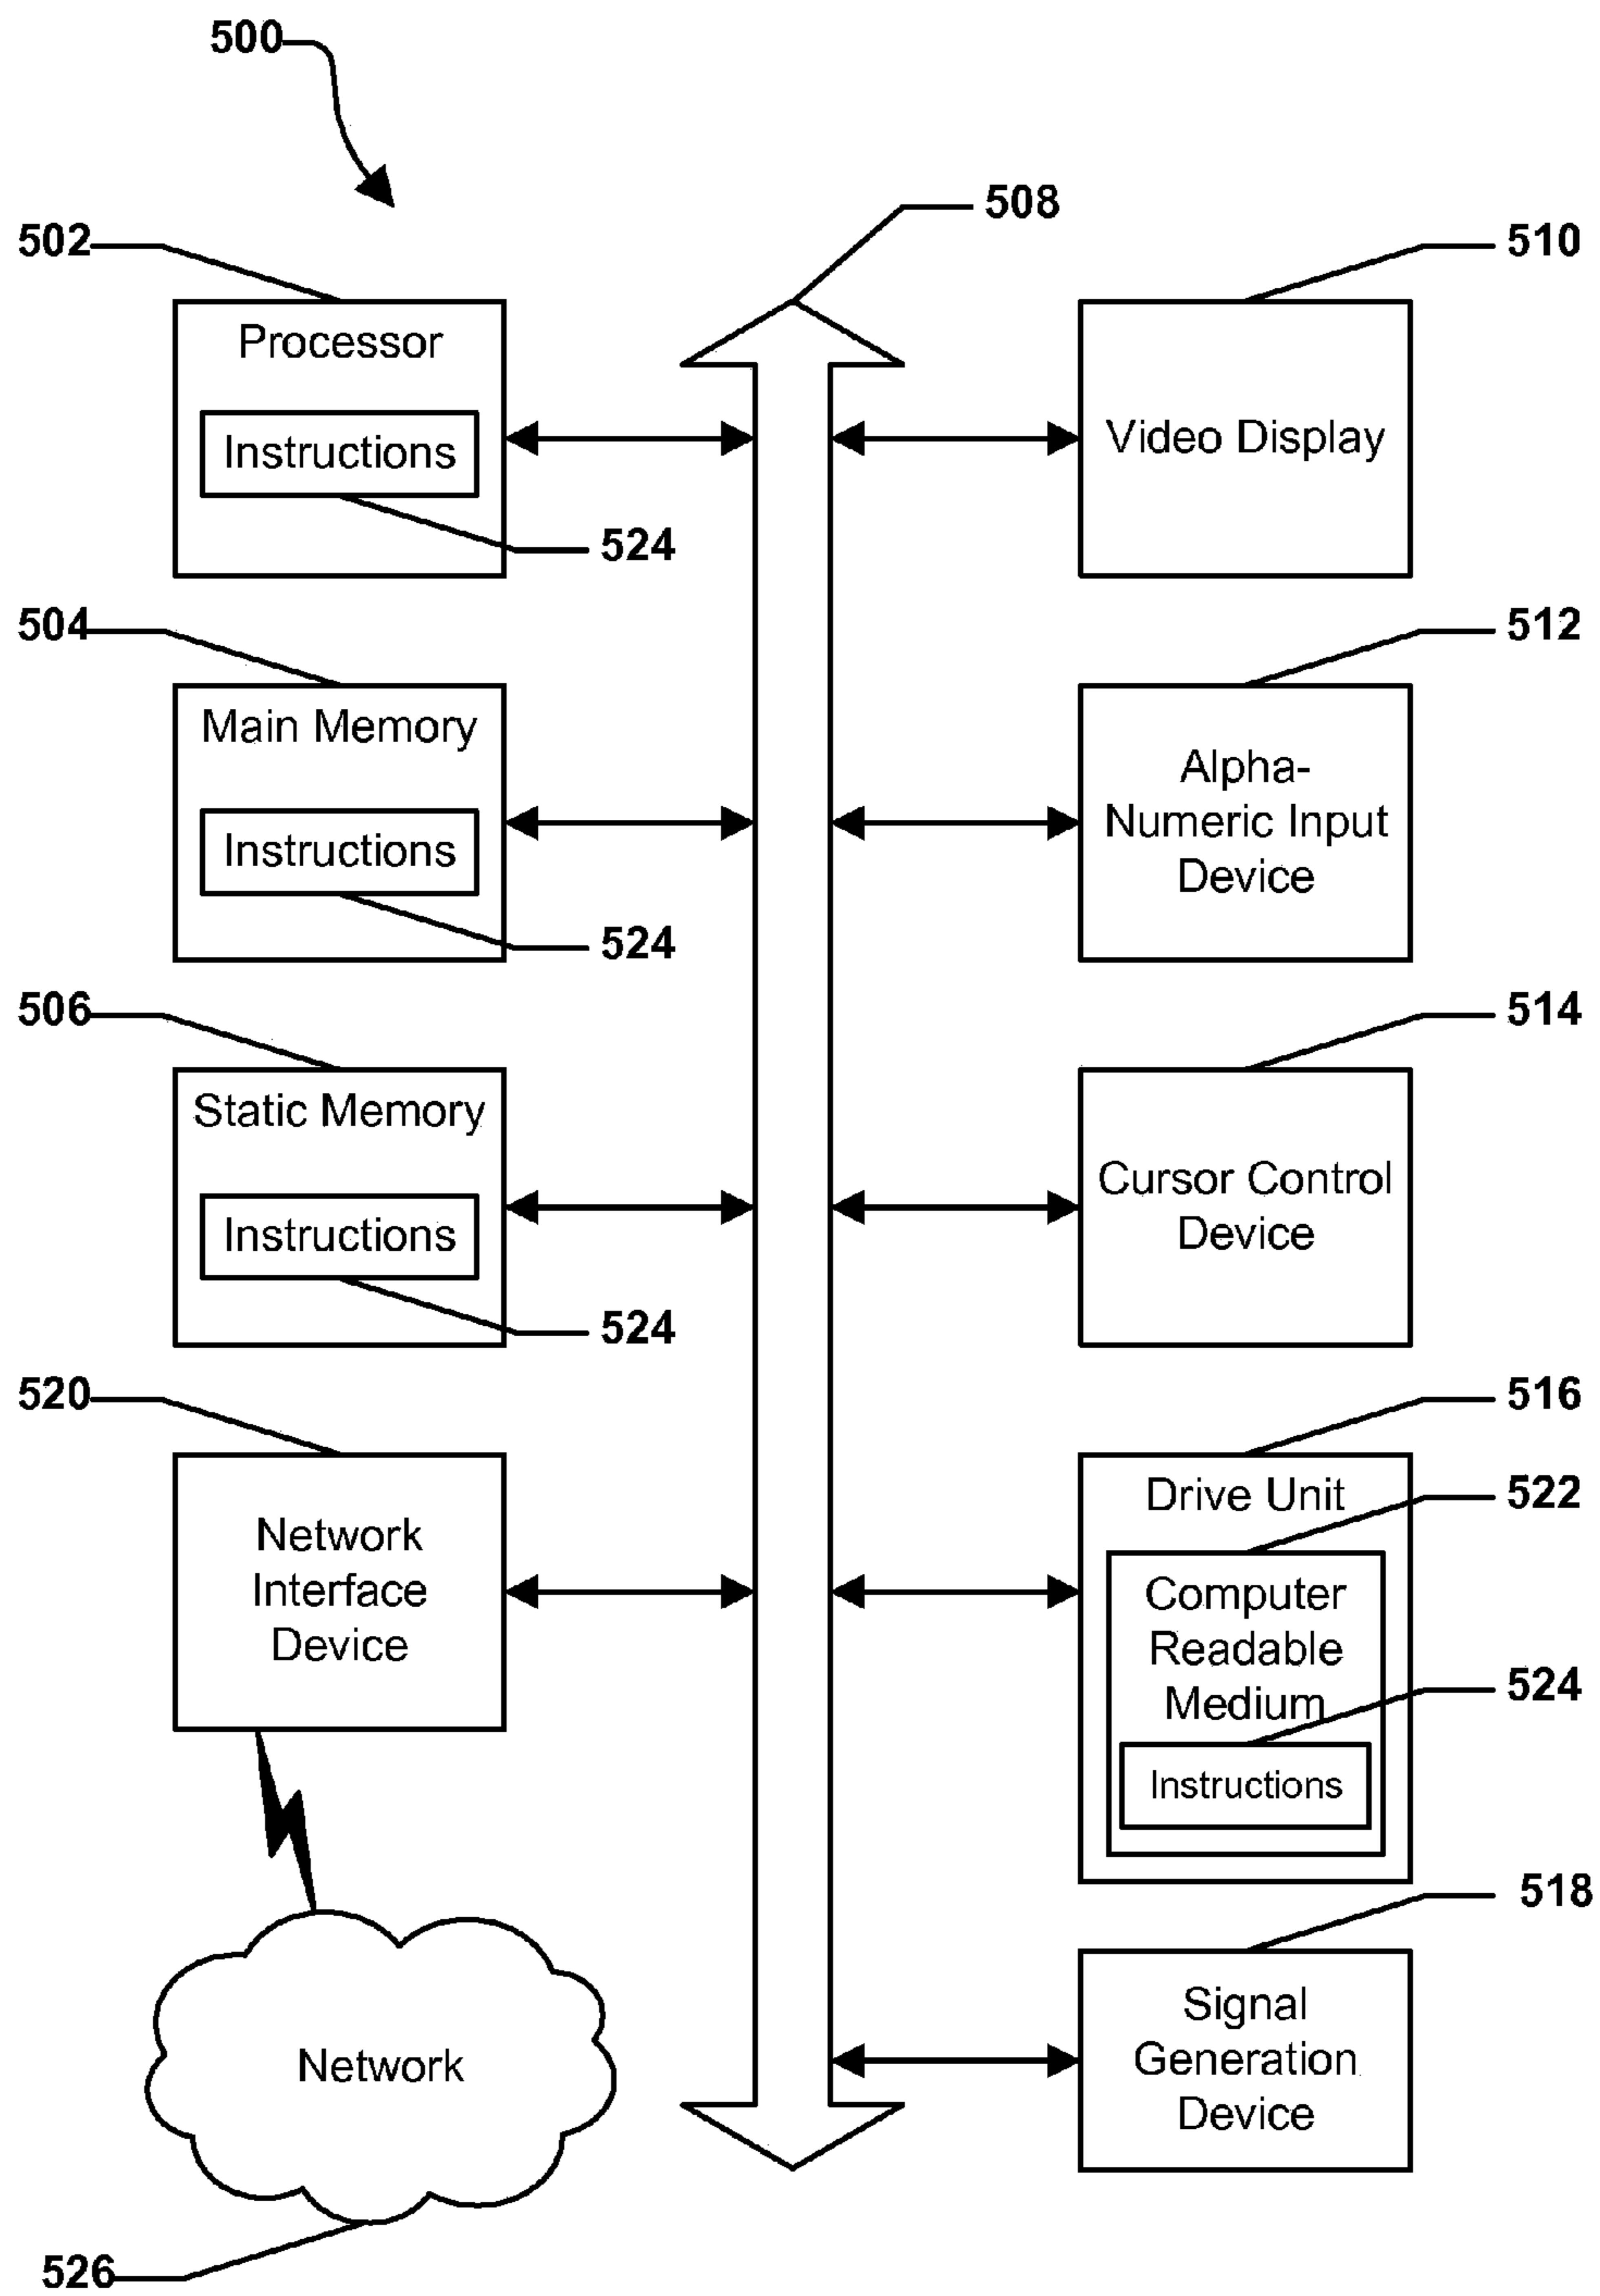 500
508
502
510
Processor
Instructions
524
Video Display
504
512
Main Memory
Instructions
524
Alpha-
Numeric Input
Device
506
514
Static Memory
Instructions
524
Cursor Control
Device
520
516
Network
Interface
Device
Drive Unit
522
Computer
Readable
Medium
524
Instructions
518
Network
Signal
Generation
Device
526